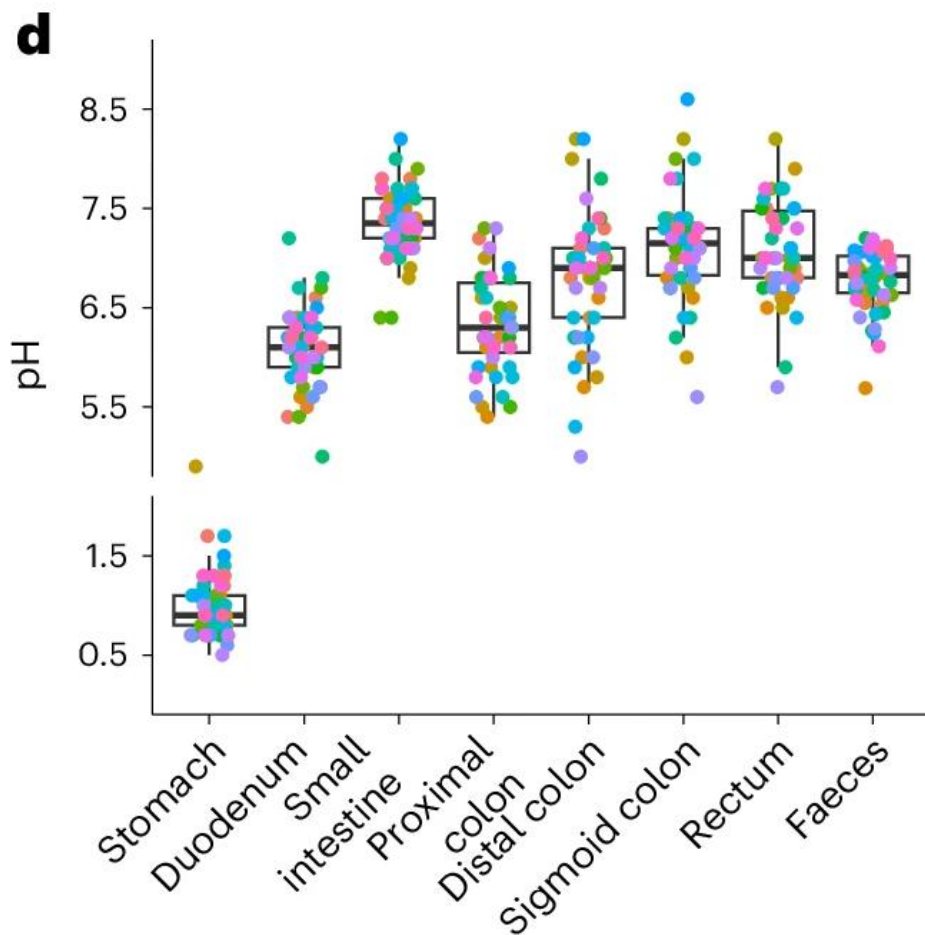 d
pH
8.5
7.5
6.5
5.5
1.5
0.5
Stomach
Duodenum
Small
intestine
Proximal
colon
Distal colon
Sigmoid colon
Rectum
Faeces